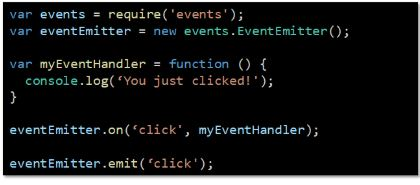 var events = require('events');
var eventEmitter = new events.EventEmitter();
var myEventHandler = function () {
  console.log(‘You just clicked!');
}
eventEmitter.on(‘click', myEventHandler);
eventEmitter.emit(‘click');